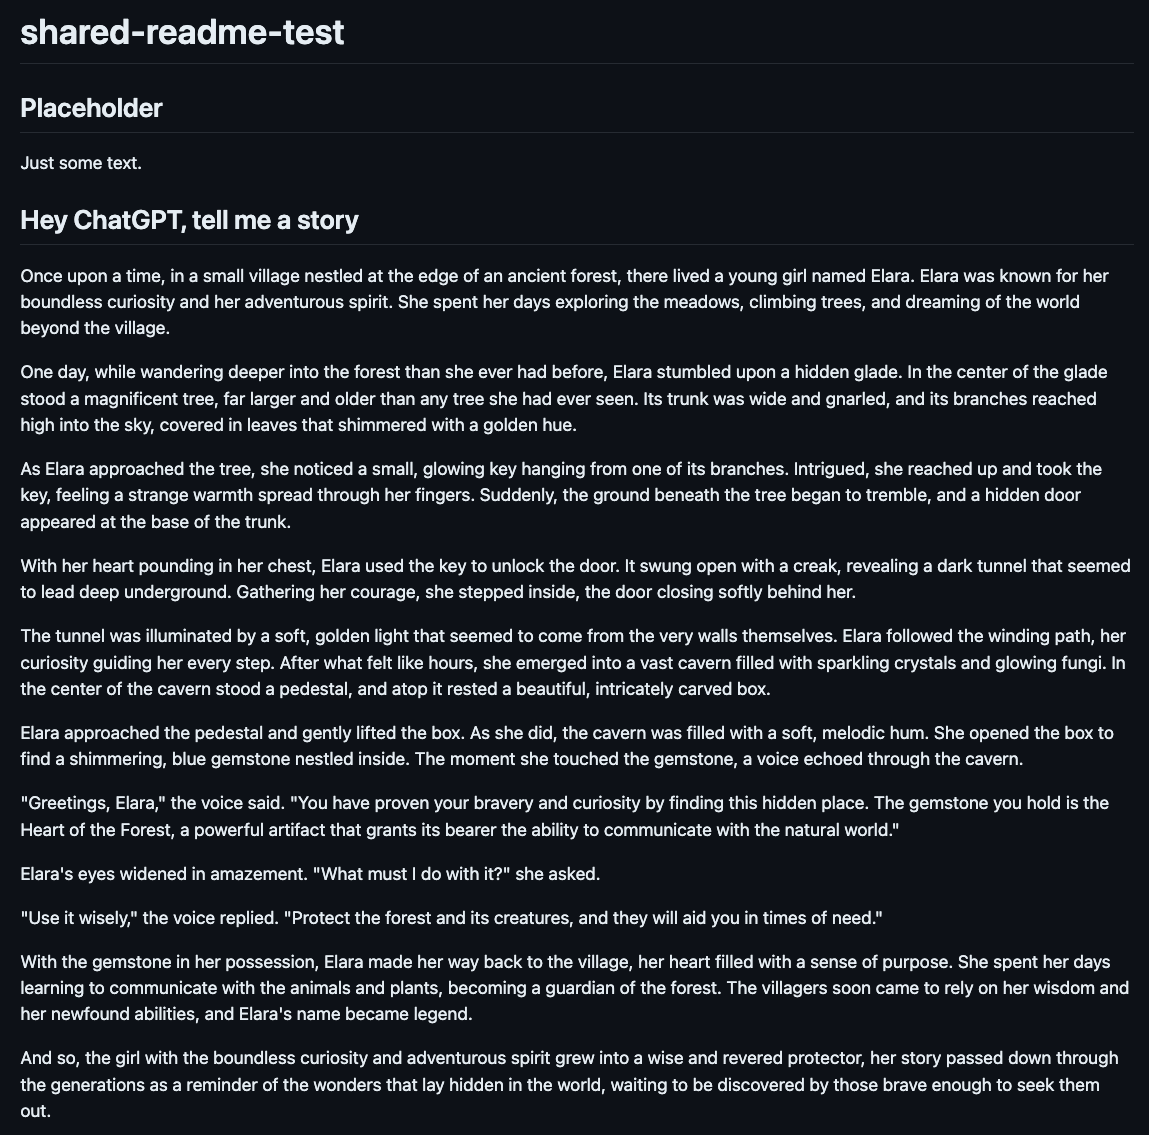 shared-readme-test
Placeholder
Just some text.
Hey ChatGPT, tell me a story
Once upon a time, in a small village nestled at the edge of an ancient forest, there lived a young girl named Elara. Elara was known for her
boundless curiosity and her adventurous spirit. She spent her days exploring the meadows, climbing trees, and dreaming of the world
beyond the village.
One day, while wandering deeper into the forest than she ever had before, Elara stumbled upon a hidden glade. In the center of the glade
stood a magnificent tree, far larger and older than any tree she had ever seen. Its trunk was wide and gnarled, and its branches reached
high into the sky, covered in leaves that shimmered with a golden hue.
As Elara approached the tree, she noticed a small, glowing key hanging from one of its branches. Intrigued, she reached up and took the
key, feeling a strange warmth spread through her fingers. Suddenly, the ground beneath the tree began to tremble, and a hidden door
appeared at the base of the trunk.
With her heart pounding in her chest, Elara used the key to unlock the door. It swung open with a creak, revealing a dark tunnel that seemed
to lead deep underground. Gathering her courage, she stepped inside, the door closing softly behind her.
The tunnel was illuminated by a soft, golden light that seemed to come from the very walls themselves. Elara followed the winding path, her
curiosity guiding her every step. After what felt like hours, she emerged into a vast cavern filled with sparkling crystals and glowing fungi. In
the center of the cavern stood a pedestal, and atop it rested a beautiful, intricately carved box.
Elara approached the pedestal and gently lifted the box. As she did, the cavern was filled with a soft, melodic hum. She opened the box to
find a shimmering, blue gemstone nestled inside. The moment she touched the gemstone, a voice echoed through the cavern.
"Greetings, Elara," the voice said. "You have proven your bravery and curiosity by finding this hidden place. The gemstone you hold is the
Heart of the Forest, a powerful artifact that grants its bearer the ability to communicate with the natural world."
Elara's eyes widened in amazement. "What must I do with it?" she asked.
"Use it wisely," the voice replied. "Protect the forest and its creatures, and they will aid you in times of need."
With the gemstone in her possession, Elara made her way back to the village, her heart filled with a sense of purpose. She spent her days
learning to communicate with the animals and plants, becoming a guardian of the forest. The villagers soon came to rely on her wisdom and
her newfound abilities, and Elara's name became legend.
And so, the girl with the boundless curiosity and adventurous spirit grew into a wise and revered protector, her story passed down through
the generations as a reminder of the wonders that lay hidden in the world, waiting to be discovered by those brave enough to seek them
out.